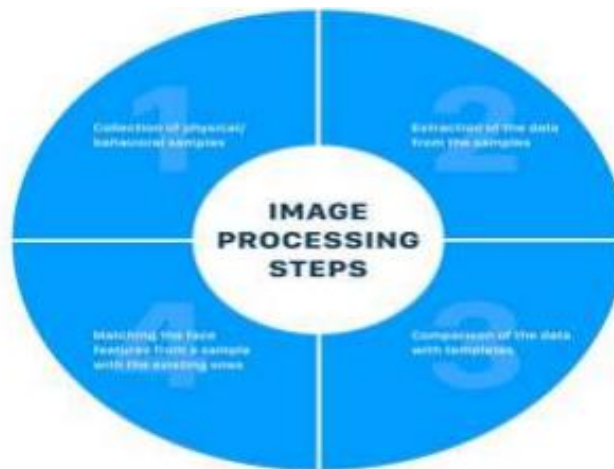 1
Collection of physical/
behavioral samples
2
Extraction of the data
from the samples
IMAGE
PROCESSING
STEPS
3
Comparison of the data
with templates
4
Matching the face
features from a sample
with the existing ones